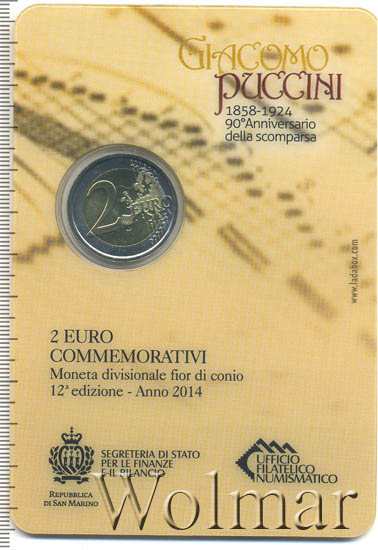 GIACOMO
PUCCINI
1858-1924
90°Anniversario
della scomparsa
2 EURO
www.ladabox.com
2 EURO
COMMEMORATIVI
Moneta divisionale fior di conio
12ª edizione - Anno 2014
SEGRETERIA DI STATO
PER LE FINANZE
E IL BILANCIO
REPUBBLICA
DI SAN MARINO
UFFICIO
FILATELICO
NUMISMATICO
Wolmar